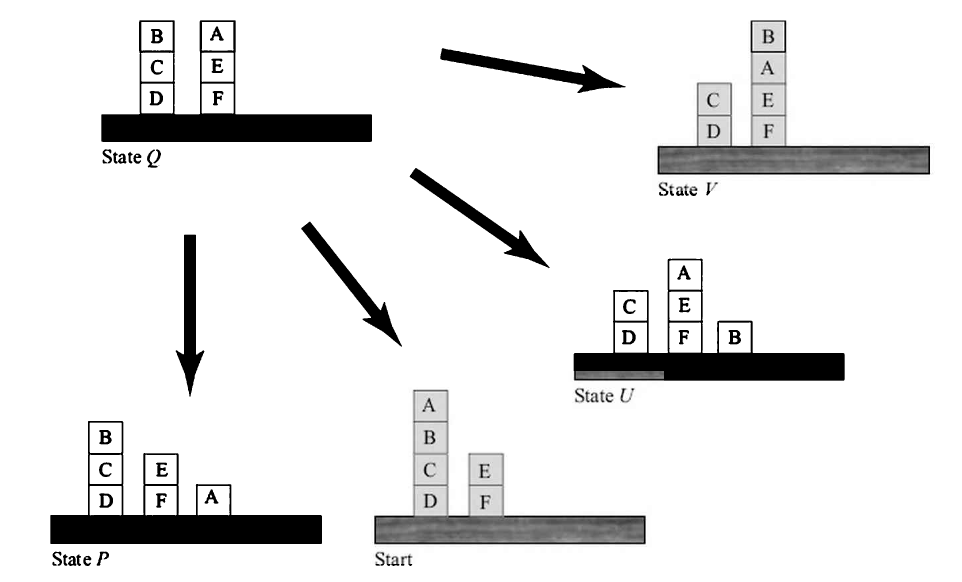 B A
C E
D F
State Q
B
A
C E
D F
State V
A
C E
D F B
State U
A
B
B
C E
C E
D F A
D F
State P
Start